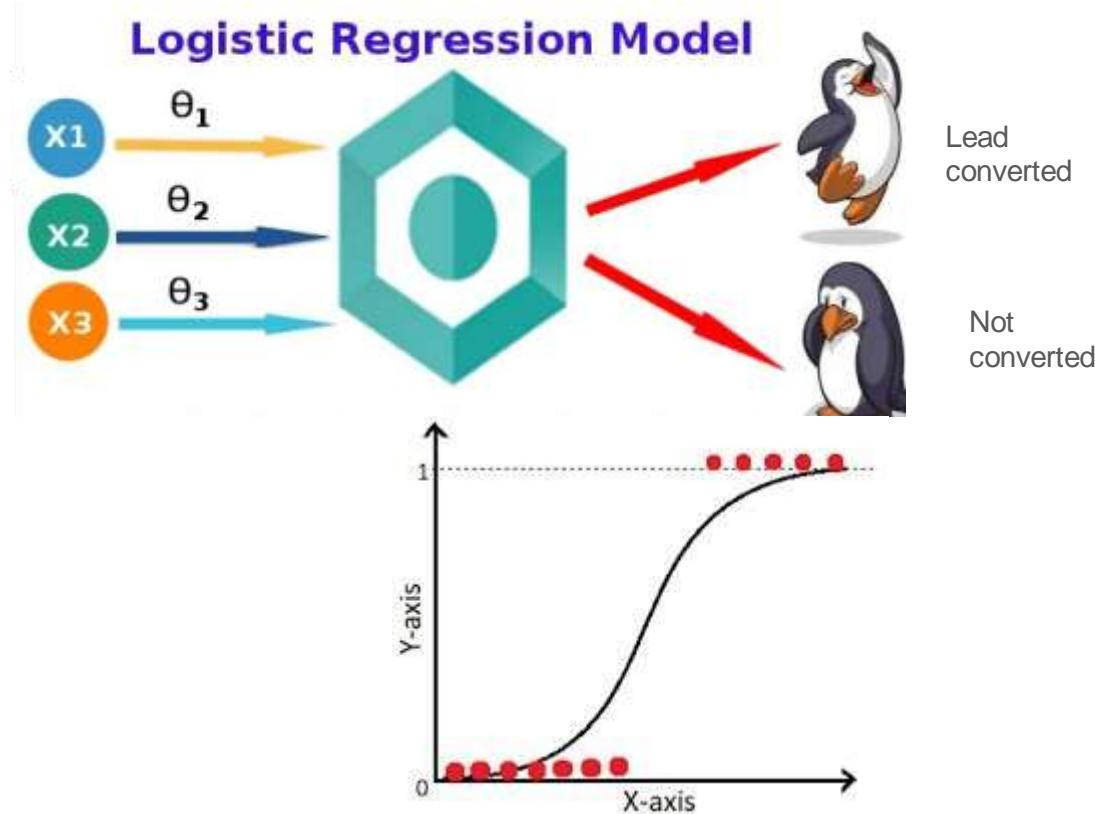 Logistic Regression Model
X1
θ1
Lead
converted
X2
θ2
X3
θ3
Not
converted
1
Y-axis
0
X-axis